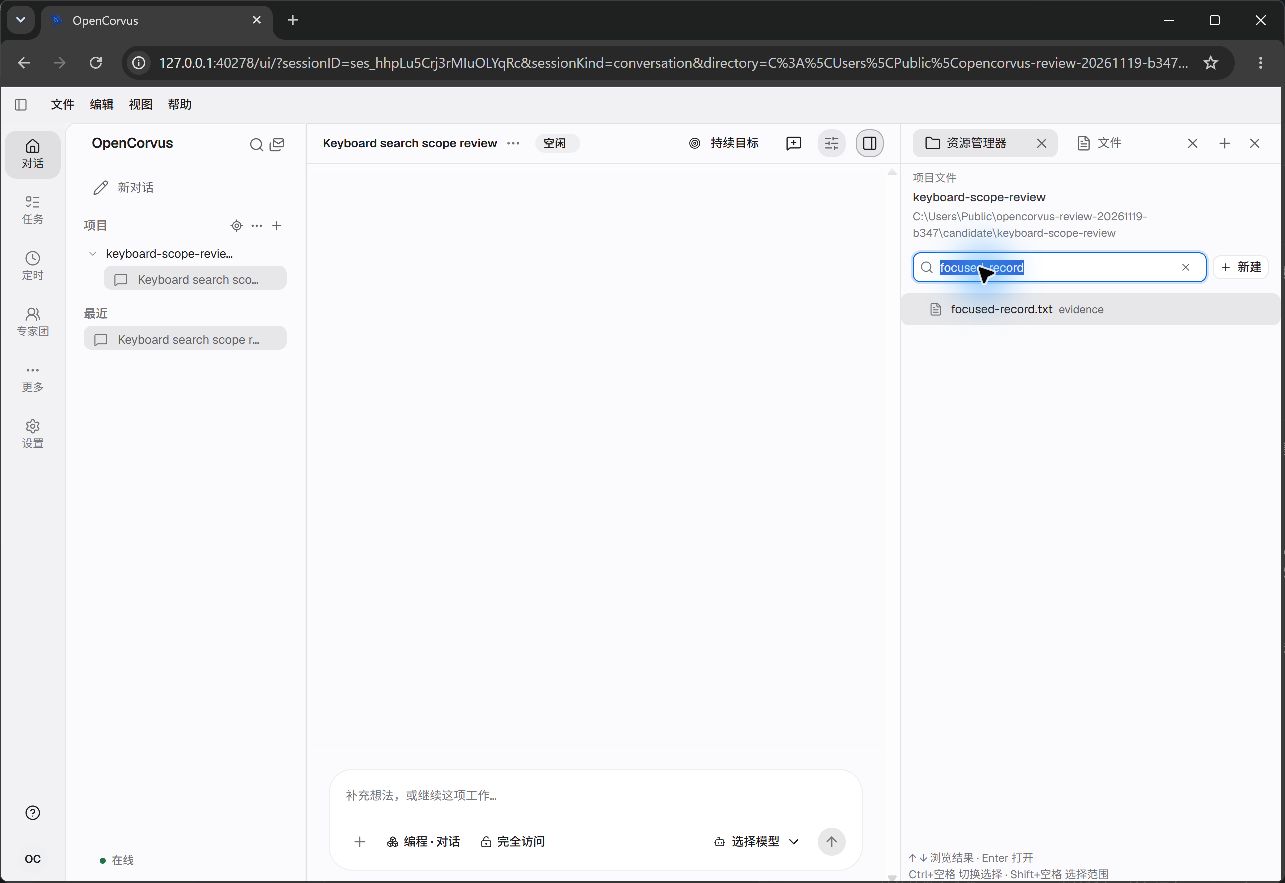 OpenCorvus
127.0.0.1:40278/ui/?sessionID=ses_hhpLu5Crj3rMIuOLYqRc&sessionKind=conversation&directory=C%3A%5CUsers%5CPublic%5Copencorvus-review-20261119-b347...
文件 编辑 视图 帮助
对话
任务
定时
专家团
更多
设置
OC
OpenCorvus
新对话
项目
keyboard-scope-revie...
Keyboard search sco...
最近
Keyboard search scope r...
在线
Keyboard search scope review
空闲
持续目标
补充想法，或继续这项工作...
编程 · 对话
完全访问
选择模型
资源管理器
文件
项目文件
keyboard-scope-review
C:\Users\Public\opencorvus-review-20261119-
b347\candidate\keyboard-scope-review
focused-record
新建
focused-record.txt evidence
↑↓浏览结果 · Enter 打开
Ctrl+空格 切换选择 · Shift+空格 选择范围